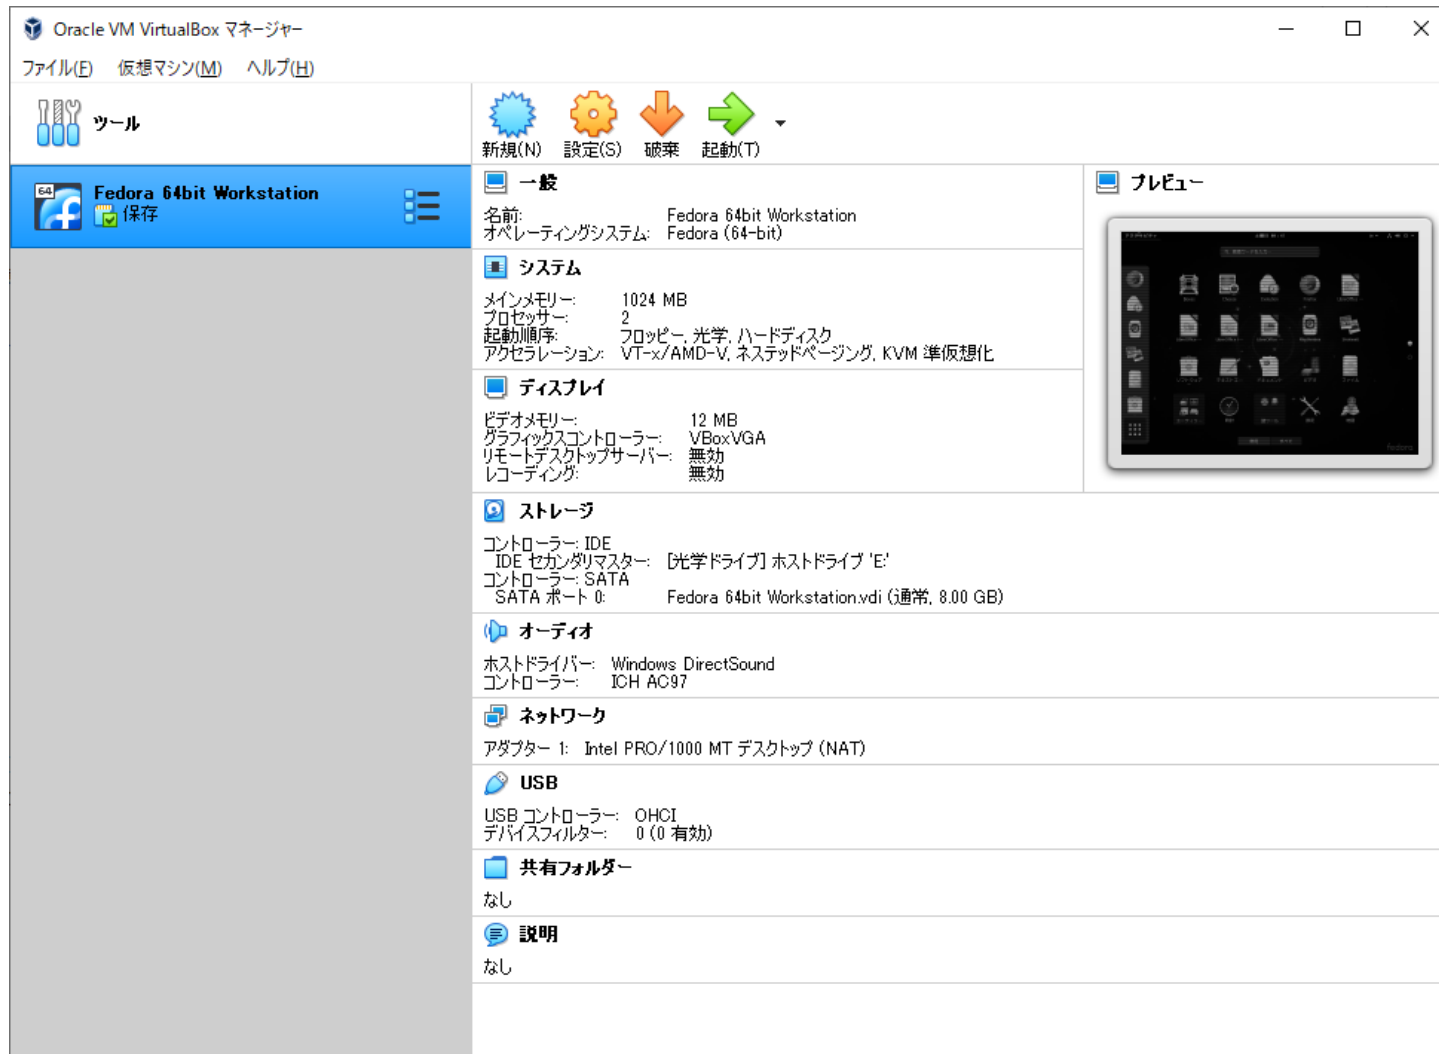 Oracle VM VirtualBox マネージャー
ファイル(F) 仮想マシン(M) ヘルプ(H)
ツール
新規(N) 設定(S) 破棄 起動(T)
64
Fedora 64bit Workstation
保存
一般
名前: Fedora 64bit Workstation
オペレーティングシステム: Fedora (64-bit)
プレビュー
システム
メインメモリー: 1024 MB
プロセッサー: 2
起動順序: フロッピー, 光学, ハードディスク
アクセラレーション: VT-x/AMD-V, ネステッドページング, KVM 準仮想化
ディスプレイ
ビデオメモリー: 12 MB
グラフィックスコントローラー: VBoxVGA
リモートデスクトップサーバー: 無効
レコーディング: 無効
fedora
ストレージ
コントローラー: IDE
IDE セカンダリマスター: [光学ドライブ] ホストドライブ 'E:'
コントローラー: SATA
SATA ポート 0: Fedora 64bit Workstation.vdi (通常, 8.00 GB)
オーディオ
ホストドライバー: Windows DirectSound
コントローラー: ICH AC97
ネットワーク
アダプター 1: Intel PRO/1000 MT デスクトップ (NAT)
USB
USB コントローラー: OHCI
デバイスフィルター: 0 (0 有効)
共有フォルダー
なし
説明
なし